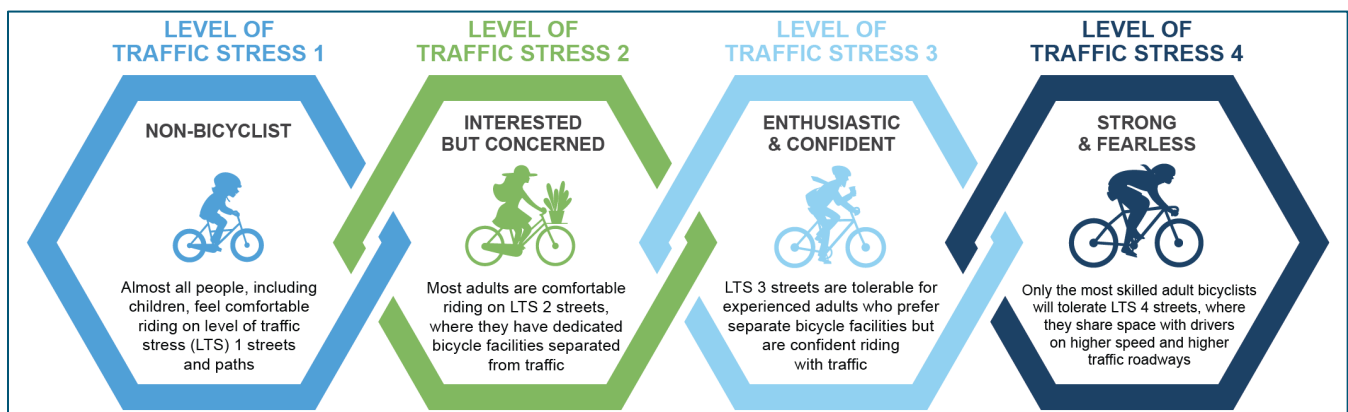 LEVEL OF
TRAFFIC STRESS 1
NON-BICYCLIST
Almost all people, including
children, feel comfortable
riding on level of traffic
stress (LTS) 1 streets
and paths
LEVEL OF
TRAFFIC STRESS 2
INTERESTED
BUT CONCERNED
Most adults are comfortable
riding on LTS 2 streets,
where they have dedicated
bicycle facilities separated
from traffic
LEVEL OF
TRAFFIC STRESS 3
ENTHUSIASTIC
& CONFIDENT
LTS 3 streets are tolerable for
experienced adults who prefer
separate bicycle facilities but
are confident riding
with traffic
LEVEL OF
TRAFFIC STRESS 4
STRONG
& FEARLESS
Only the most skilled adult bicyclists
will tolerate LTS 4 streets, where
they share space with drivers
on higher speed and higher
traffic roadways